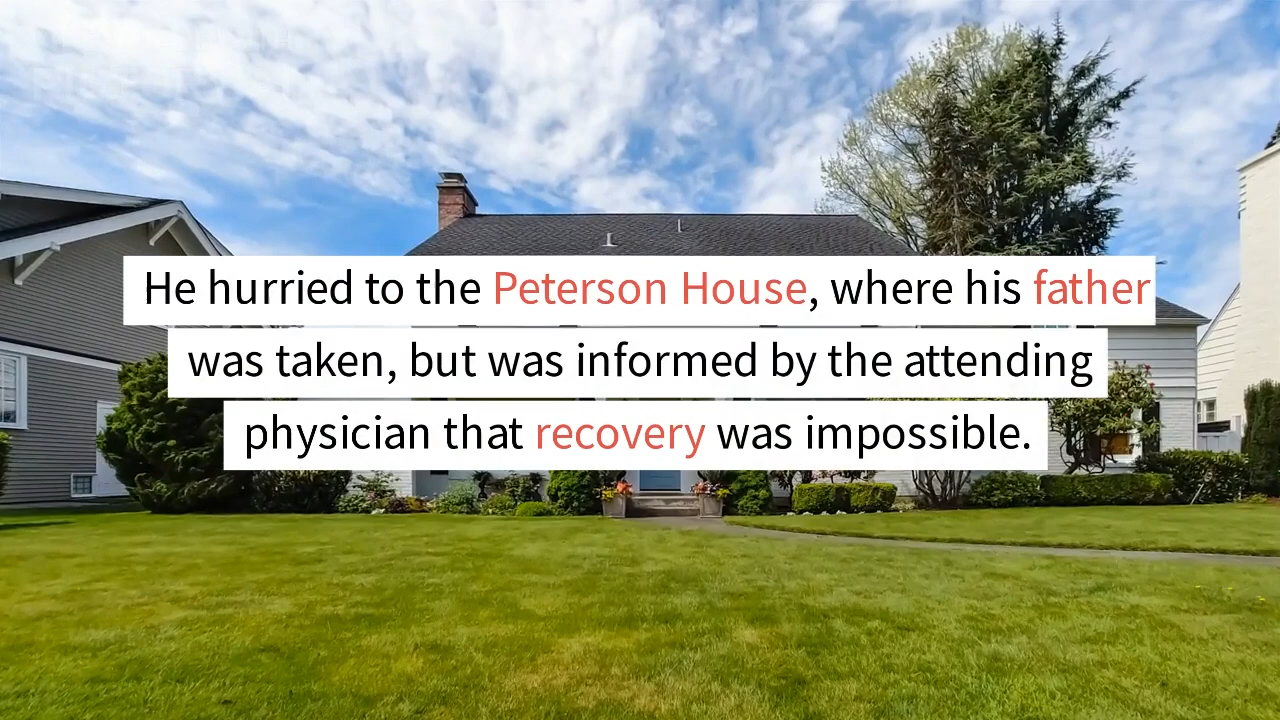 He hurried to the Peterson House, where his father
was taken, but was informed by the attending
physician that recovery was impossible.